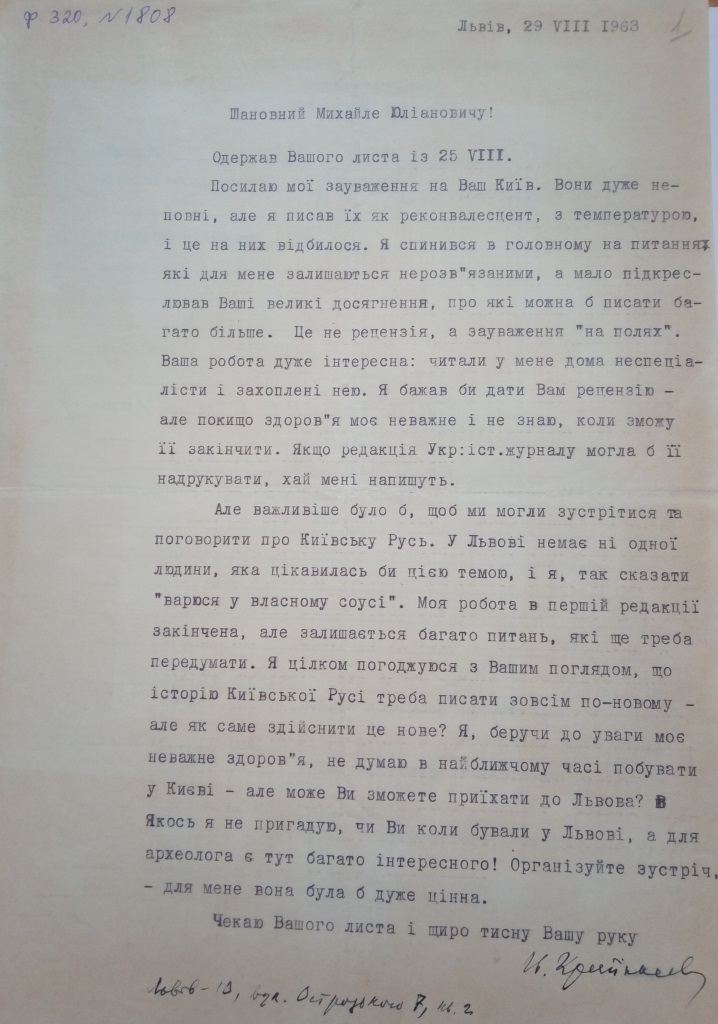 ф 320, N 1808
1
Львів, 29 VIII 1963
Шановний Михайле Юліановичу!
Одержав Вашого листа із 25 VIII.
Посилаю мої зауваження на Ваш Київ. Вони дуже не-
повні, але я писав їх як реконвалесцент, з температурою,
і це на них відбилося. Я спинився в головному на питаннях
які для мене залишаються нерозв"язаними, а мало підкрес-
лював Ваші великі досягнення, про які можна б писати ба-
гато більше. Це не рецензія, а зауваження "на полях".
Ваша робота дуже інтересна: читали у мене дома неспеціа-
лісти і захоплені нею. Я бажав би дати Вам рецензію -
але покищо здоров"я моє неважне і не знаю, коли зможу
її закінчити. Якщо редакція Укр:іст.журналу могла б її
надрукувати, хай мені напишуть.
Але важливіше було б, щоб ми могли зустрітися та
поговорити про Київську Русь. У Львові немає ні одної
людини, яка цікавилась би цією темою, і я, так сказати
"варюся у власному соусі". Моя робота в першій редакції
закінчена, але залишається багато питань, які ще треба
передумати. Я цілком погоджуюся з Вашим поглядом, що
історію Київської Русі треба писати зовсім по-новому -
але як саме здійснити це нове? Я, беручи до уваги моє
неважне здоров"я, не думаю в найближчому часі побувати
у Києві - але може Ви зможете приїхати до Львова? В
Якось я не пригадую, чи Ви коли бували у Львові, а для
археолога є тут багато інтересного! Організуйте зустріч,
- для мене вона була б дуже цінна.
Чекаю Вашого листа і щиро тисну Вашу руку
Ів. Крипякевич
Львів-13, вул. Острозького 7, кв. 2